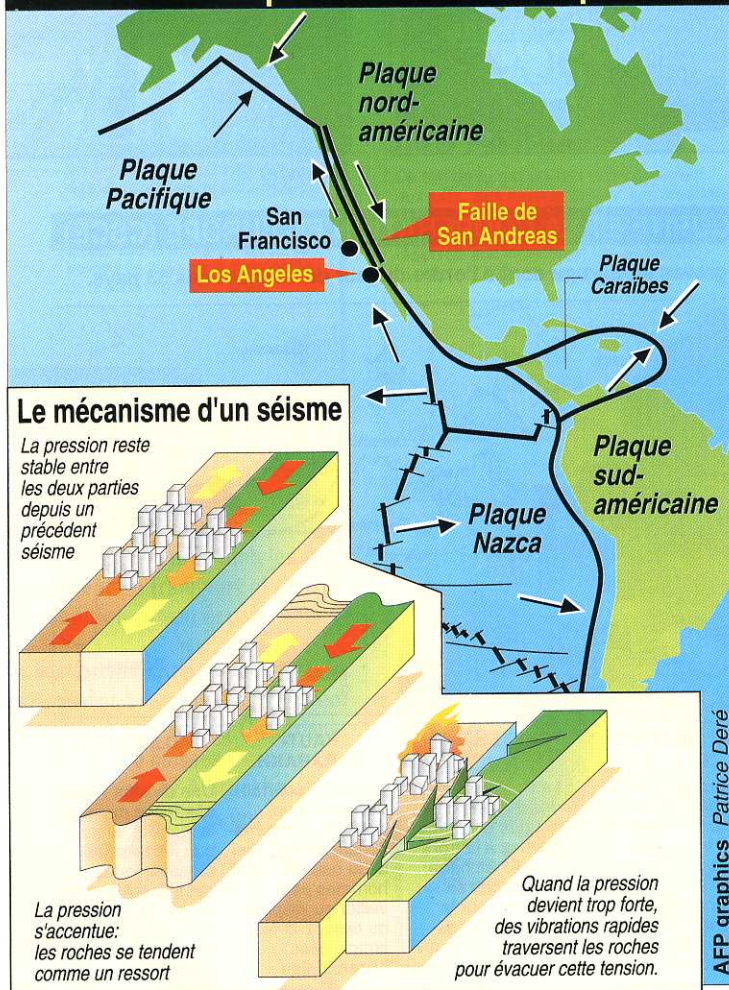 Plaque
nord-
américaine
Plaque
Pacifique
San
Francisco
Faille de
San Andreas
Los Angeles
Plaque
Caraïbes
Plaque
sud-
américaine
Plaque
Nazca
Le mécanisme d'un séisme
La pression reste
stable entre
les deux parties
depuis un
précédent
séisme
La pression
s'accentue:
les roches se tendent
comme un ressort
Quand la pression
devient trop forte,
des vibrations rapides
traversent les roches
pour évacuer cette tension.
AFP graphics Patrice Deré